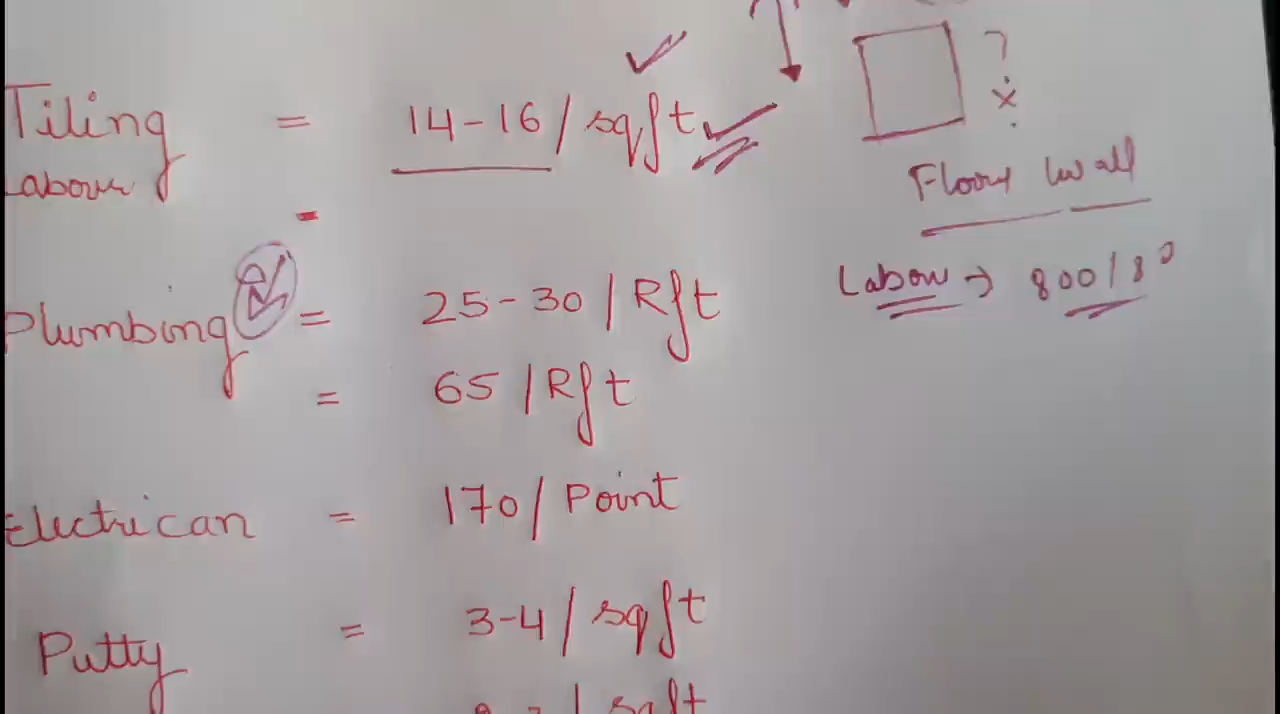 Tiling = 14-16/sqft
Labour
Floor wall
Labour → 800/
Plumbing = 25-30/Rft
= 65/Rft
Electrican = 170/Point
Putty = 3-4/sqft
/sqft